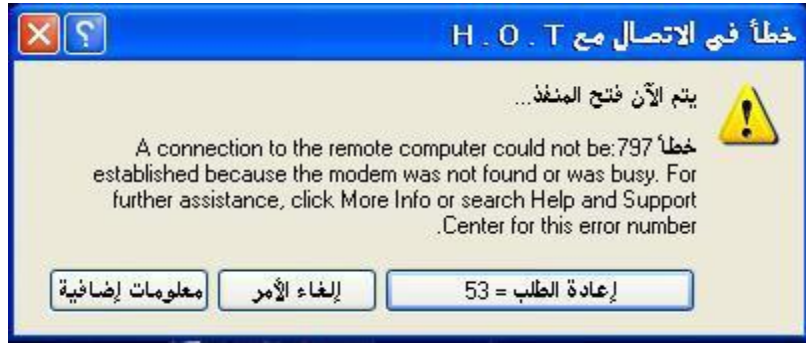 خطأ في الاتصال مع H . O . T
يتم الآن فتح المنفذ...
خطأ 797: A connection to the remote computer could not be
established because the modem was not found or was busy. For
further assistance, click More Info or search Help and Support
Center for this error number.
إعادة الطلب = 53
إلغاء الأمر
معلومات إضافية